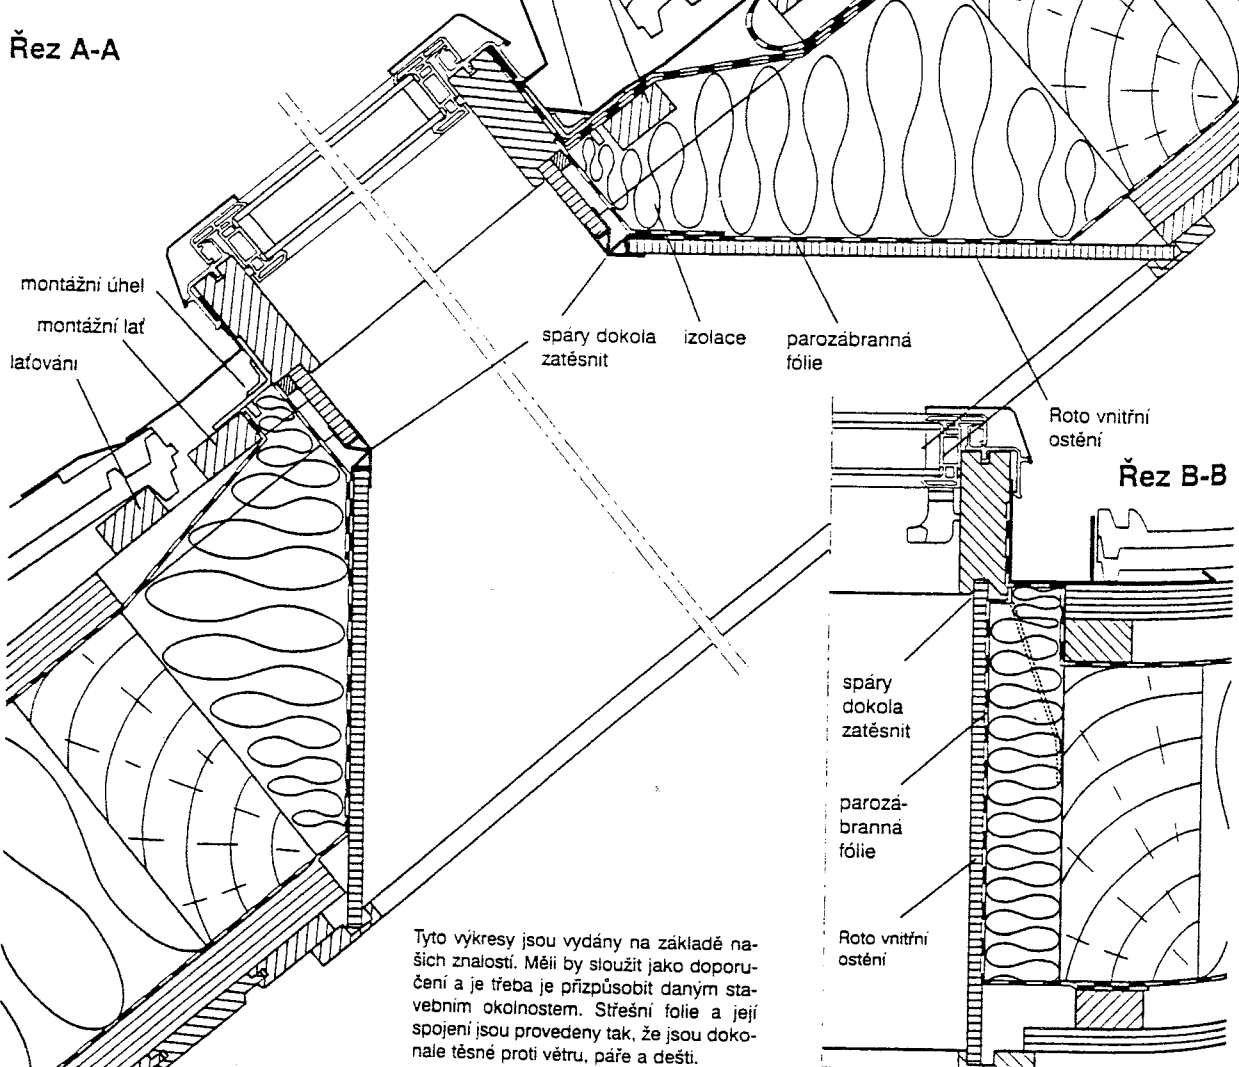 Řez A-A
montážní úhel
montážní lať
laťování
spáry dokola
zatěsnit
izolace
parozábranná
fólie
Roto vnitřní
ostění
Řez B-B
spáry
dokola
zatěsnit
parozá-
branná
fólie
Roto vnitřní
ostění
Tyto výkresy jsou vydány na základě na-
šich znalostí. Měli by sloužit jako doporu-
čení a je třeba je přizpůsobit daným sta-
vebním okolnostem. Střešní folie a její
spojení jsou provedeny tak, že jsou doko-
nale těsné proti větru, páře a dešti.